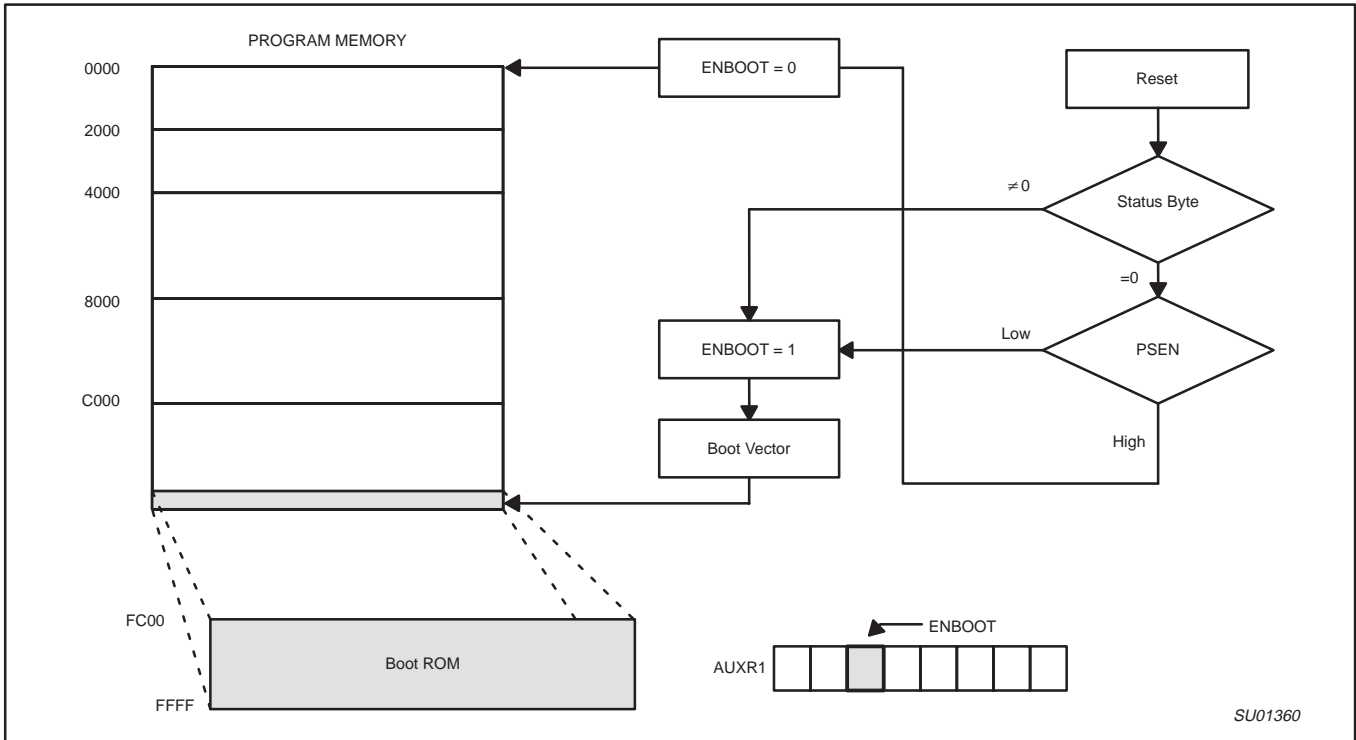 PROGRAM MEMORY
0000
2000
4000
8000
C000
ENBOOT = 0
Reset
≠0
Status Byte
=0
ENBOOT = 1
Low
PSEN
Boot Vector
High
FC00
Boot ROM
FFFF
ENBOOT
AUXR1
SU01360